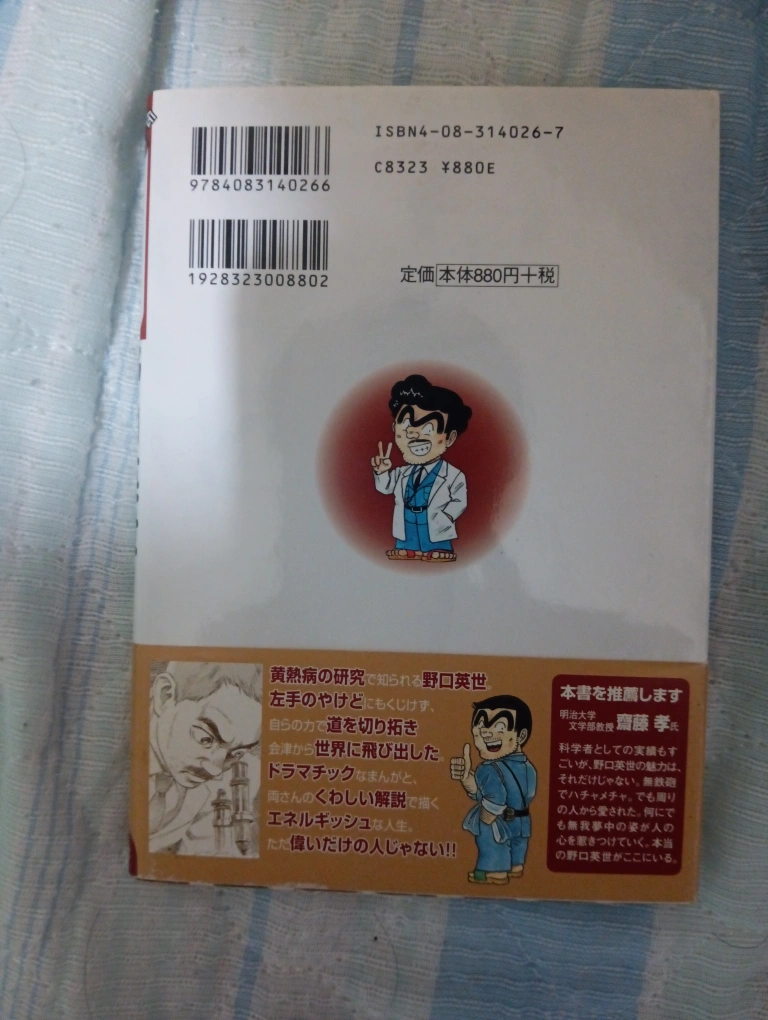 ISBN4-08-314026-7
9784083140266
C8323 ¥880E
1928323008802
定価 本体880円+税
黄熱病の研究で知られる野口英世。
左手のやけどにもくじけず、
自らの力で道を切り拓き
会津から世界に飛び出した。
ドラマチックなまんがと、
両さんのくわしい解説で描く
エネルギッシュな人生。
ただ偉いだけの人じゃない!!
本書を推薦します
明治大学
文学部教授 齋藤 孝氏
科学者としての実績もす
ごいが、野口英世の魅力は、
それだけじゃない。無鉄砲
でハチャメチャ。でも周り
の人から愛された。何にで
も無我夢中の姿が人の
心を惹きつけていく。本当
の野口英世がここにいる。